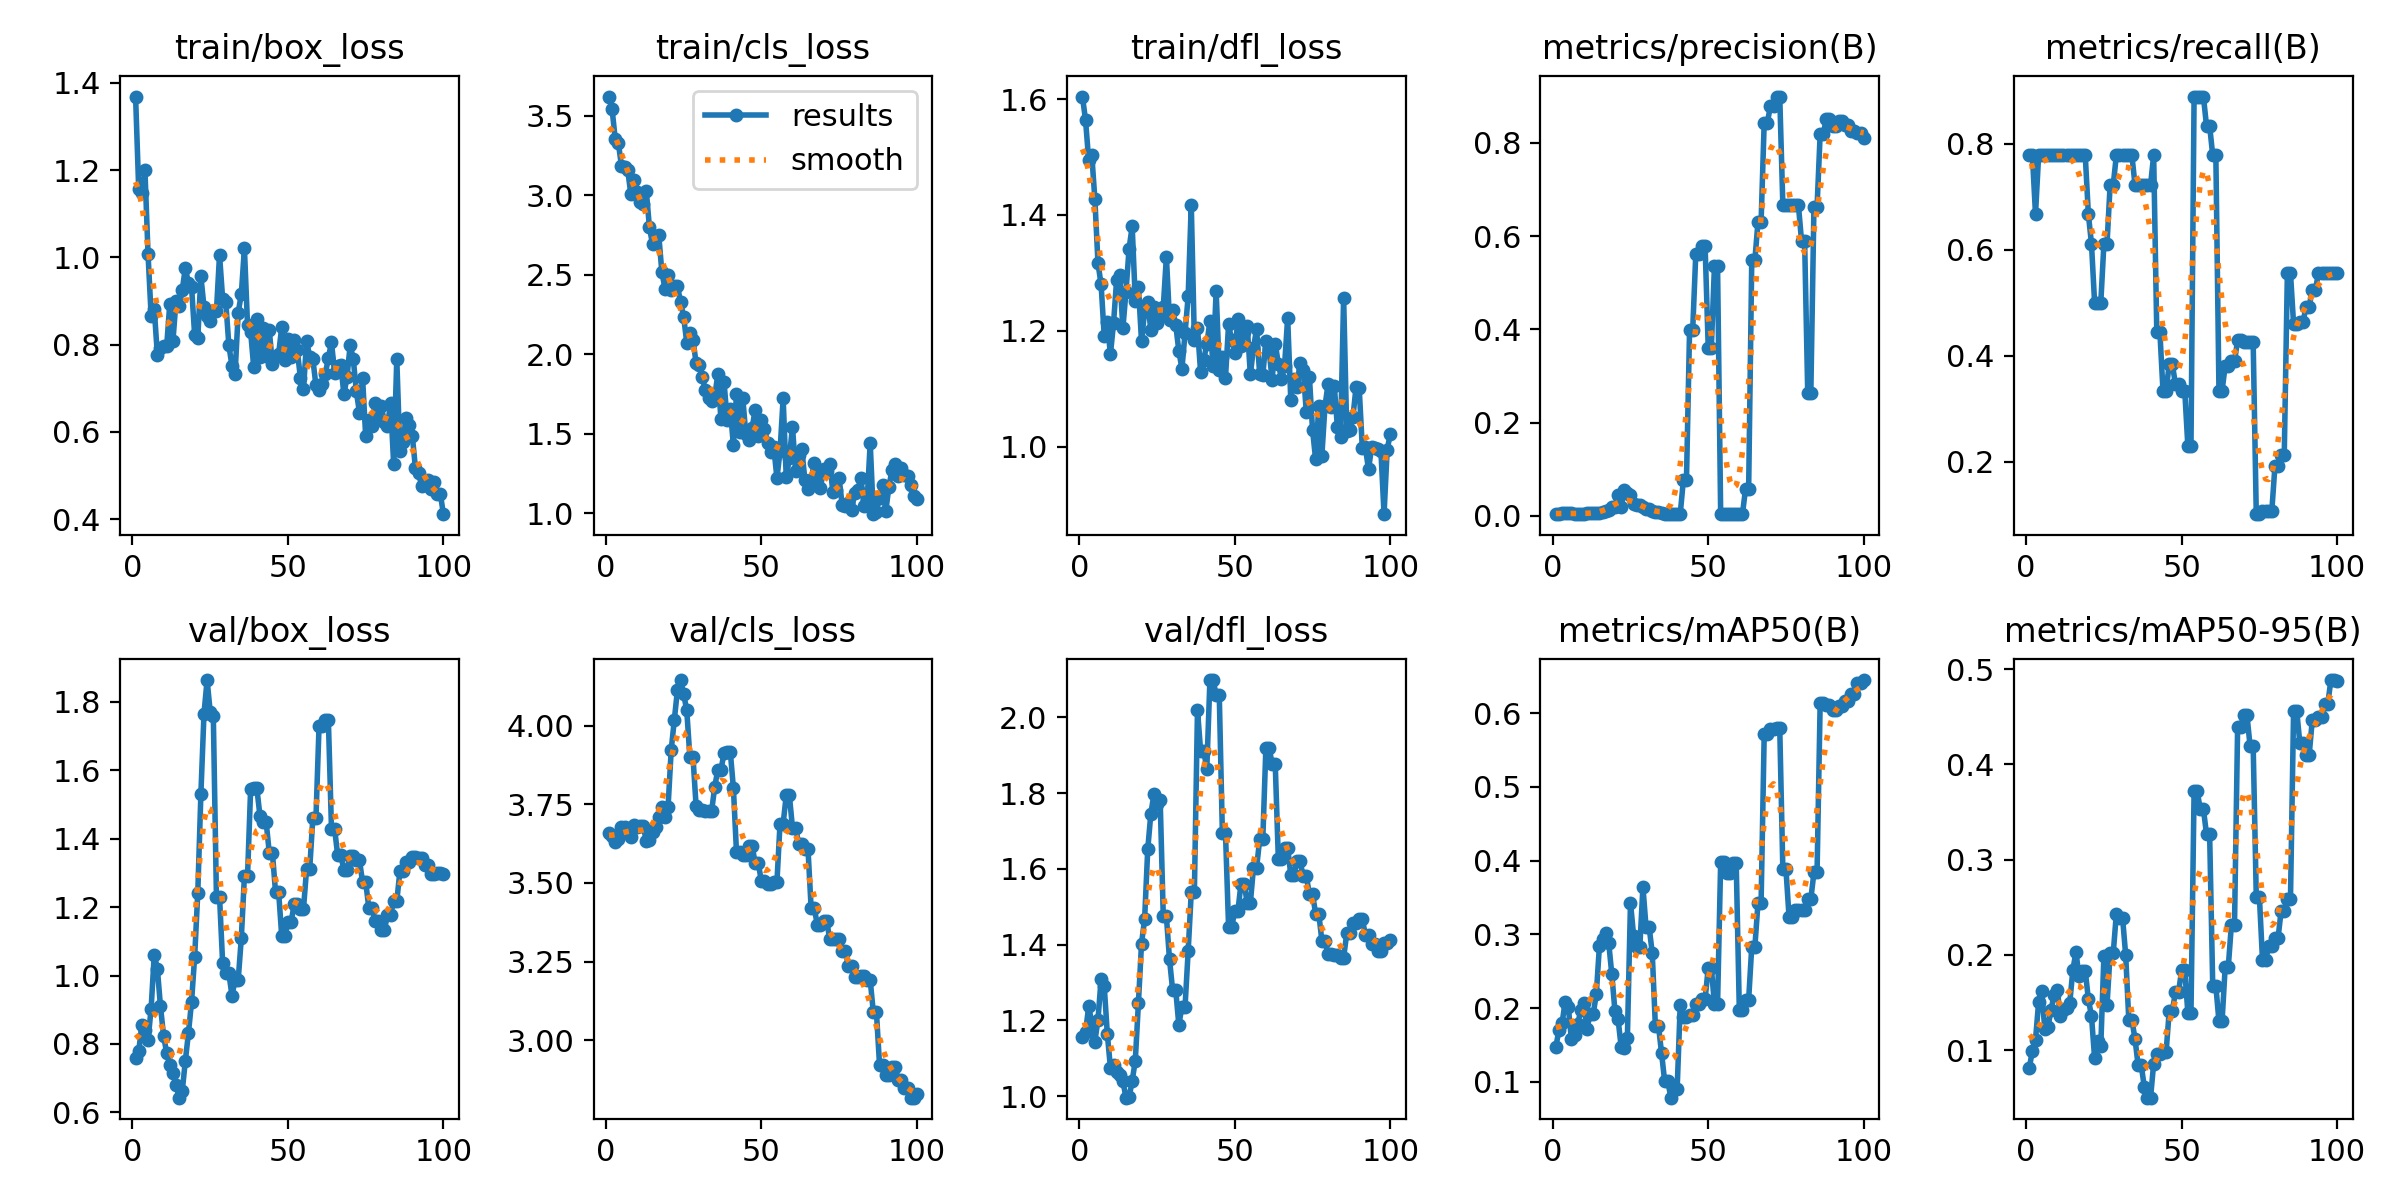 train/box_loss
1.4
1.2
1.0
0.8
0.6
0.4
0 50 100
train/cls_loss
results
smooth
3.5
3.0
2.5
2.0
1.5
1.0
0 50 100
train/dfl_loss
1.6
1.4
1.2
1.0
0 50 100
metrics/precision(B)
0.8
0.6
0.4
0.2
0.0
0 50 100
metrics/recall(B)
0.8
0.6
0.4
0.2
0 50 100
val/box_loss
1.8
1.6
1.4
1.2
1.0
0.8
0.6
0 50 100
val/cls_loss
4.00
3.75
3.50
3.25
3.00
0 50 100
val/dfl_loss
2.0
1.8
1.6
1.4
1.2
1.0
0 50 100
metrics/mAP50(B)
0.6
0.5
0.4
0.3
0.2
0.1
0 50 100
metrics/mAP50-95(B)
0.5
0.4
0.3
0.2
0.1
0 50 100